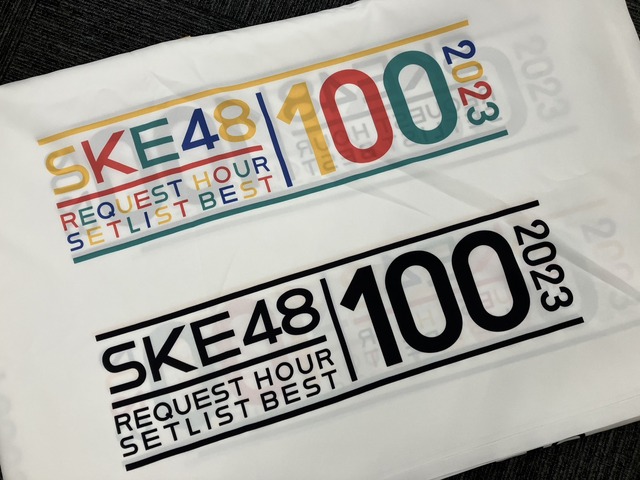 SKE48
REQUEST HOUR
SETLIST BEST
100
2023
SKE48
REQUEST HOUR
SETLIST BEST
100
2023